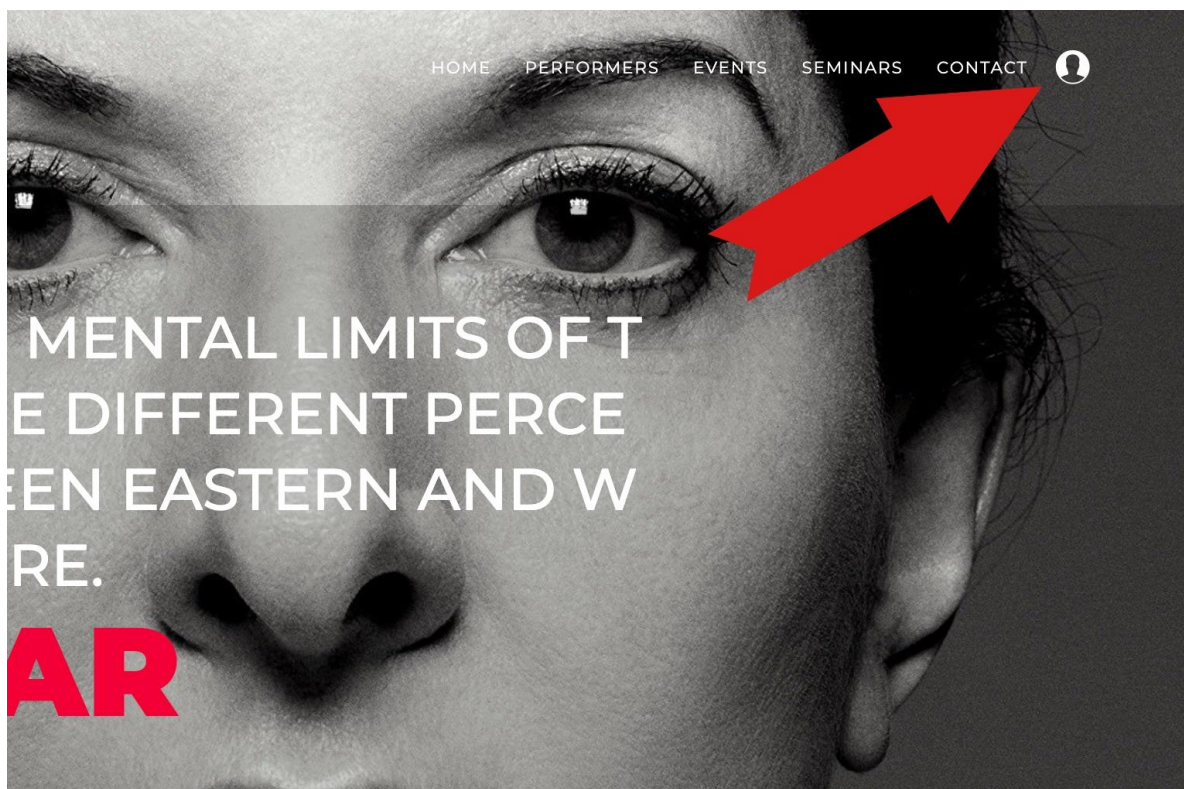 HOME PERFORMERS EVENTS SEMINARS CONTACT
MENTAL LIMITS OF T
E DIFFERENT PERCE
EEN EASTERN AND W
RE.
AR